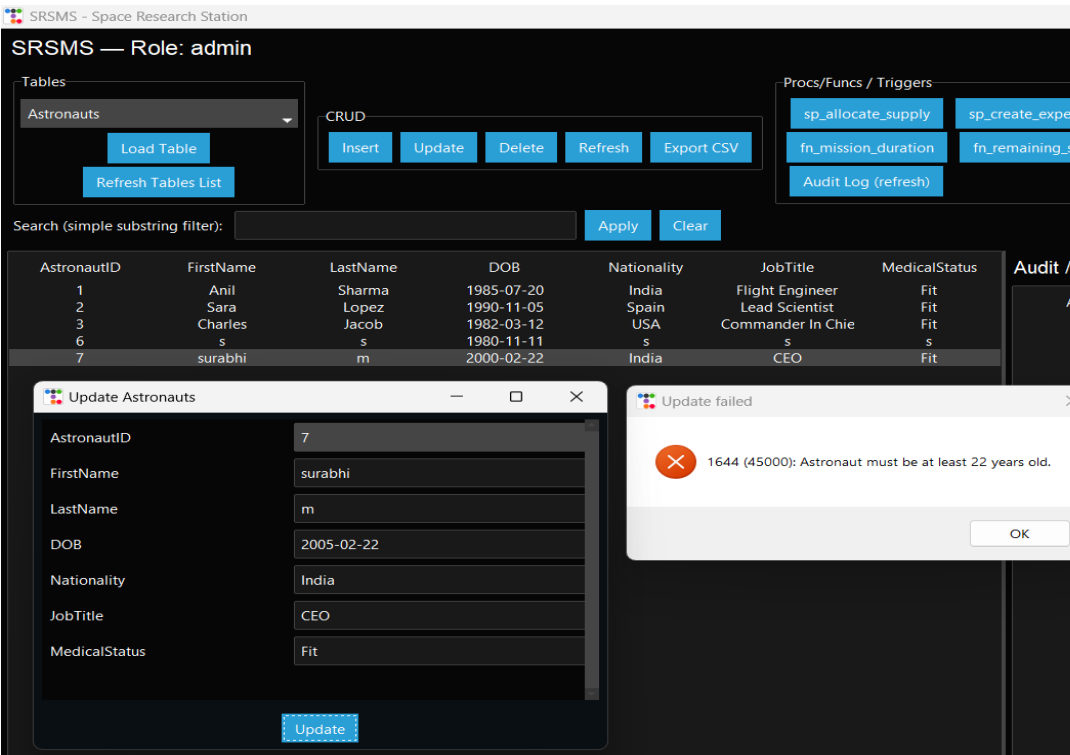 SRSMS - Space Research Station
SRSMS — Role: admin
Tables
Astronauts
Load Table
Refresh Tables List
CRUD
Insert Update Delete Refresh Export CSV
Procs/Funcs / Triggers
sp_allocate_supply sp_create_expe
fn_mission_duration fn_remaining_s
Audit Log (refresh)
Search (simple substring filter): Apply Clear
AstronautID FirstName LastName DOB Nationality JobTitle MedicalStatus
1 Anil Sharma 1985-07-20 India Flight Engineer Fit
2 Sara Lopez 1990-11-05 Spain Lead Scientist Fit
3 Charles Jacob 1982-03-12 USA Commander In Chie Fit
6 s s 1980-11-11 s s s
7 surabhi m 2000-02-22 India CEO Fit
Audit /
Update Astronauts
AstronautID 7
FirstName surabhi
LastName m
DOB 2005-02-22
Nationality India
JobTitle CEO
MedicalStatus Fit
Update
Update failed
1644 (45000): Astronaut must be at least 22 years old.
OK